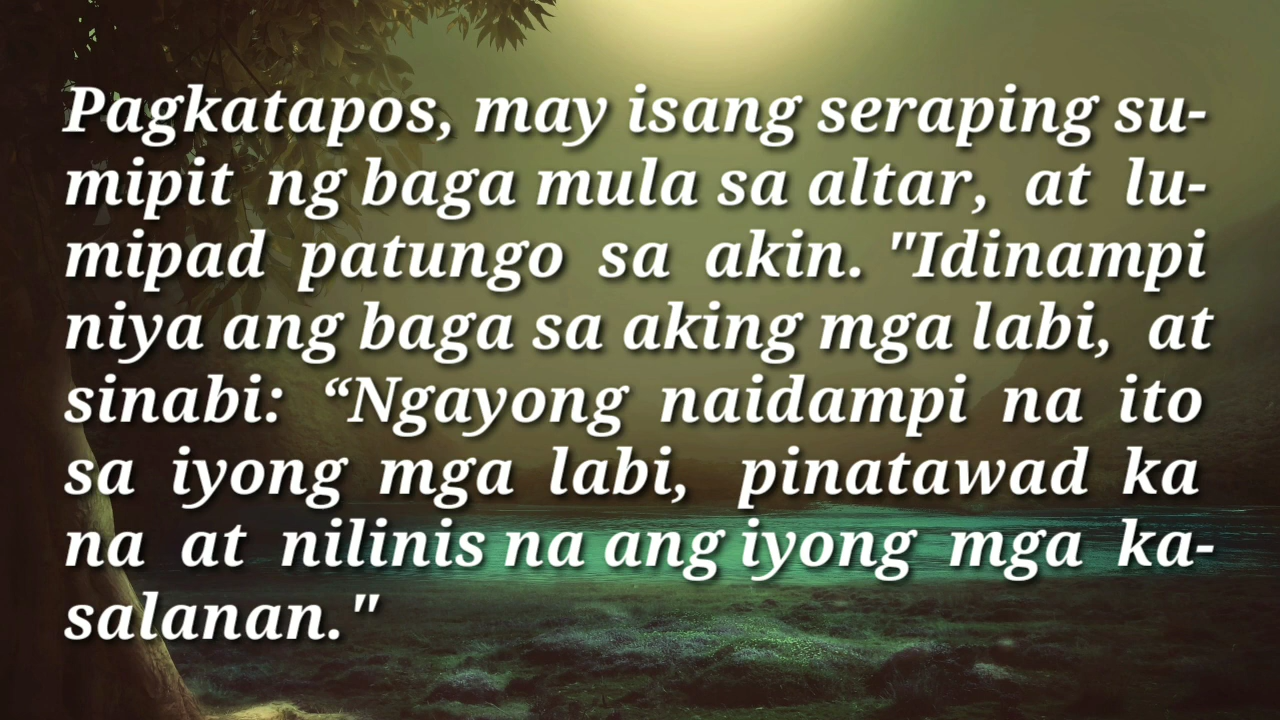 Pagkatapos, may isang seraping su-
mipit ng baga mula sa altar, at lu-
mipad patungo sa akin. "Idinampi
niya ang baga sa aking mga labi, at
sinabi: “Ngayong naidampi na ito
sa iyong mga labi, pinatawad ka
na at nilinis na ang iyong mga ka-
salanan."